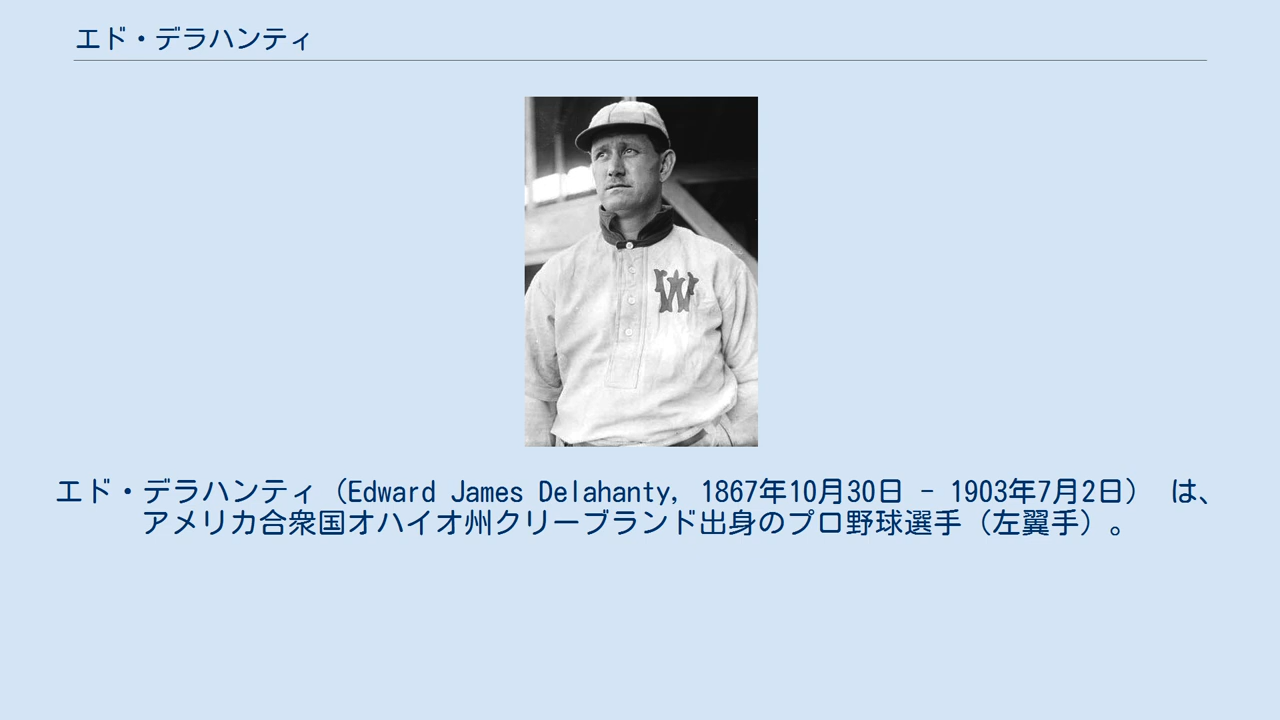 エド・デラハンティ
W
エド・デラハンティ（Edward James Delahanty, 1867年10月30日 - 1903年7月2日） は、
アメリカ合衆国オハイオ州クリーブランド出身のプロ野球選手（左翼手）。